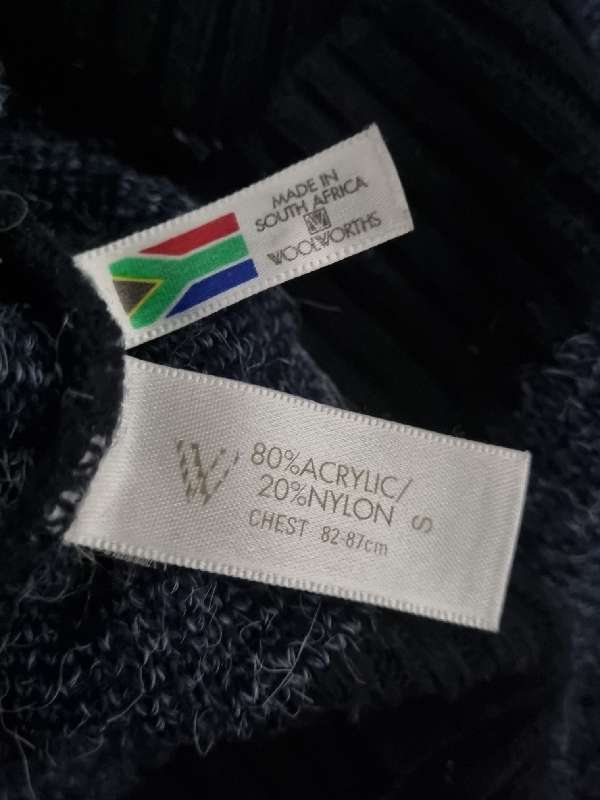 MADE IN
SOUTH AFRICA
W
WOOLWORTHS
W
80%ACRYLIC/
20%NYLON
S
CHEST 82-87cm